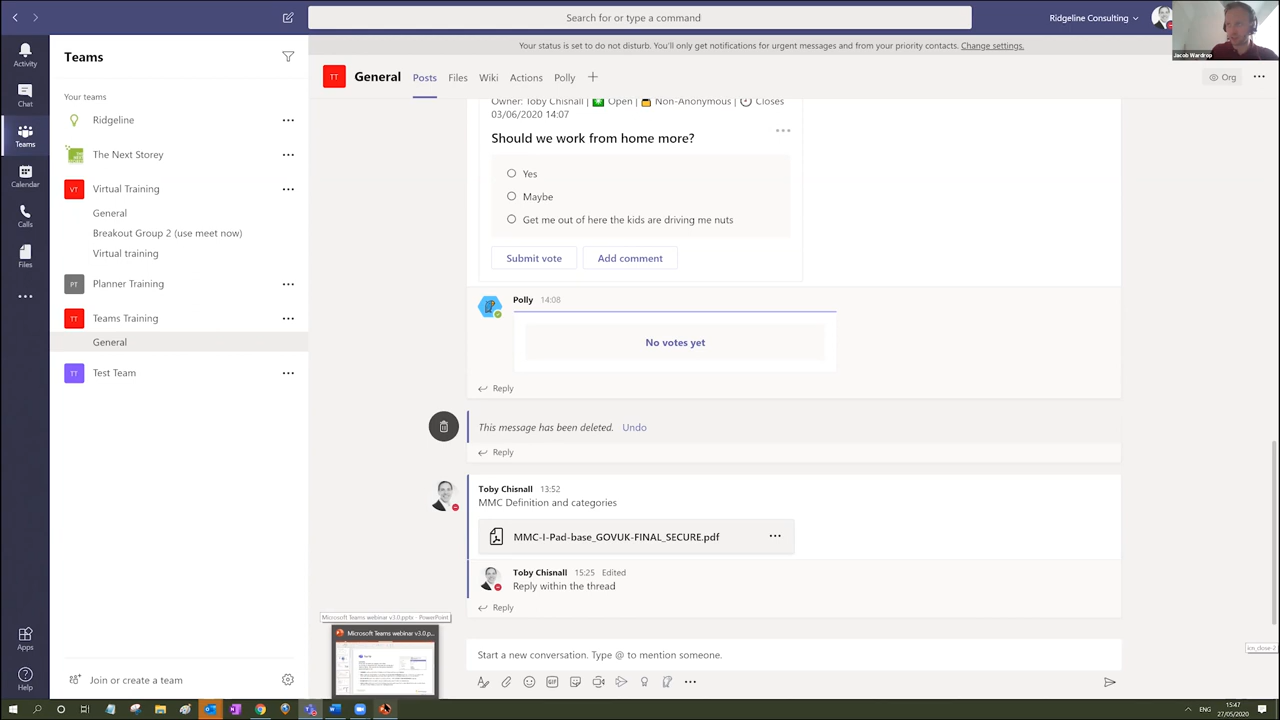 Search for or type a command
Ridgeline Consulting
Jacob Wardrop
Your status is set to do not disturb. You'll only get notifications for urgent messages and from your priority contacts. Change settings.
Activity
Chat
Teams
Calendar
Calls
Files
Apps
Help
Teams
Your teams
Ridgeline
The Next Storey
VT Virtual Training
General
Breakout Group 2 (use meet now)
Virtual training
PT Planner Training
TT Teams Training
General
TT Test Team
or create a team
TT General Posts Files Wiki Actions Polly
Org
Owner: Toby Chisnall | Open | Non-Anonymous | Closes
03/06/2020 14:07
Should we work from home more?
Yes
Maybe
Get me out of here the kids are driving me nuts
Submit vote Add comment
Polly 14:08
No votes yet
Reply
This message has been deleted. Undo
Reply
Toby Chisnall 13:52
MMC Definition and categories
MMC-I-Pad-base_GOVUK-FINAL_SECURE.pdf
Toby Chisnall 15:25 Edited
Reply within the thread
Reply
Microsoft Teams webinar v3.0.pptx - PowerPoint
Microsoft Teams webinar v3.0.p...
Start a new conversation. Type @ to mention someone.
icn_close-2
ENG
15:47
27/05/2020